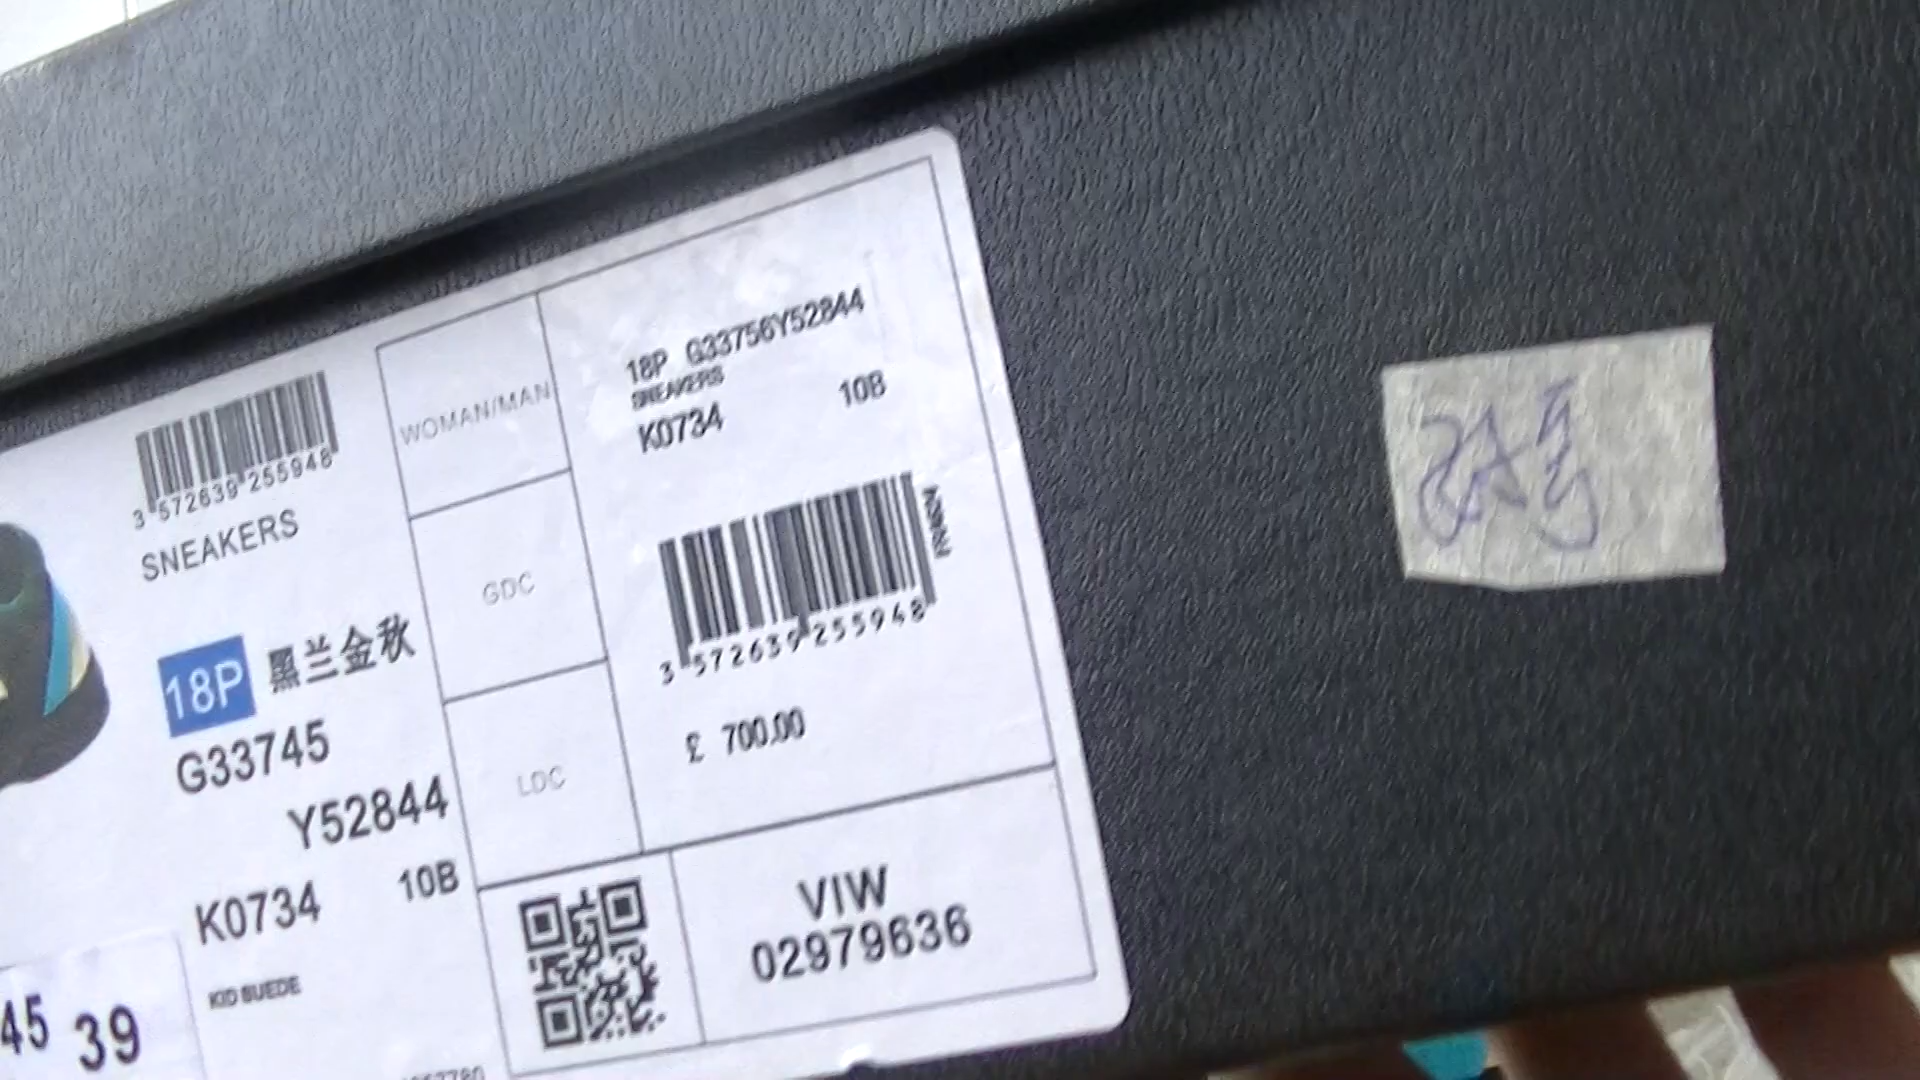 3 572639 255948
SNEAKERS
18P 黑兰金秋
G33745
Y52844
K0734 10B
KID SUEDE
45 39
WOMAN/MAN
GDC
LDC
18P G33756Y52844
SNEAKERS
K0734 10B
3 572639 255948
£ 700.00
VIW
02979636